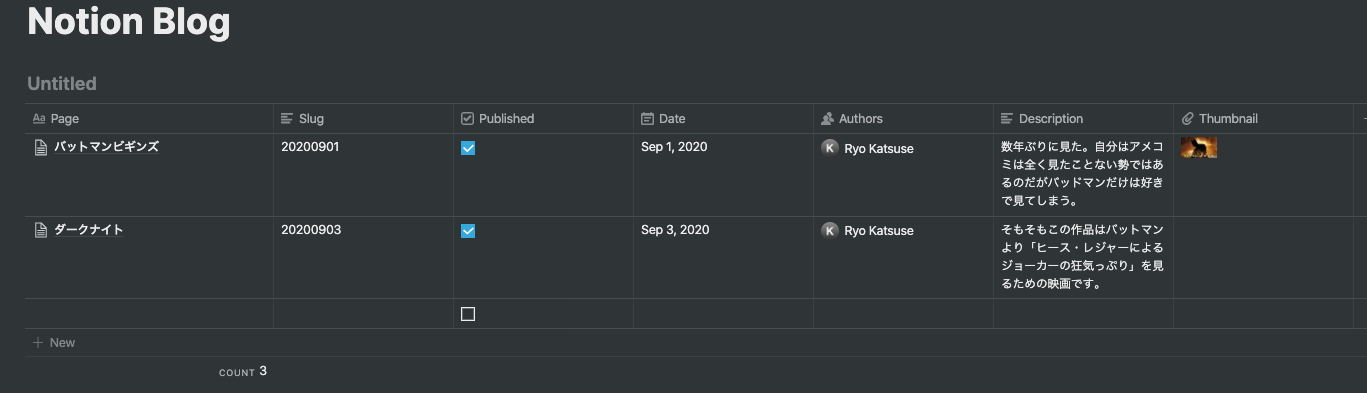 Notion Blog
Untitled
Aa Page Slug Published Date Authors Description Thumbnail
バットマンビギンズ 20200901 Sep 1, 2020 K Ryo Katsuse 数年ぶりに見た。自分はアメコ
ミは全く見たことない勢ではあ
るのだがバッドマンだけは好き
で見てしまう。
ダークナイト 20200903 Sep 3, 2020 K Ryo Katsuse そもそもこの作品はバットマン
より「ヒース・レジャーによる
ジョーカーの狂気っぷり」を見
るための映画です。
+ New
COUNT 3